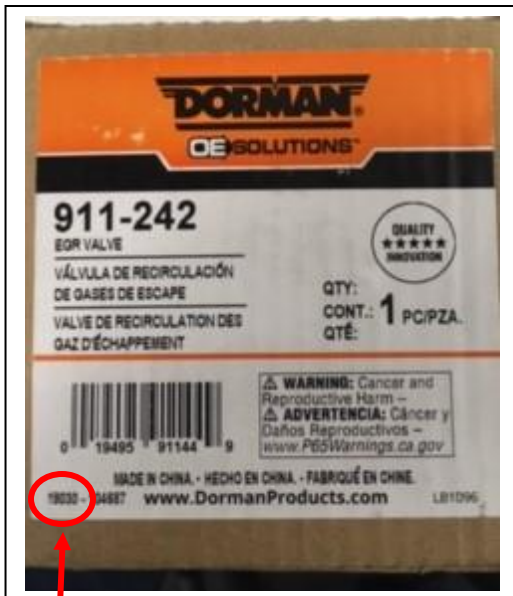 DORMAN®
OE SOLUTIONS™
911-242
EGR VALVE
VÁLVULA DE RECIRCULACIÓN
DE GASES DE ESCAPE
VALVE DE RECIRCULATION DES
GAZ D'ÉCHAPPEMENT
QUALITY
★★★★★
INNOVATION
QTY:
CONT.: 1 PC/PZA.
QTÉ:
0 19495 91144 9
⚠ WARNING: Cancer and
Reproductive Harm –
⚠ ADVERTENCIA: Cáncer y
Daños Reproductivos –
www.P65Warnings.ca.gov
MADE IN CHINA. - HECHO EN CHINA. - FABRIQUÉ EN CHINE.
19030 - www.DormanProducts.com LB1096